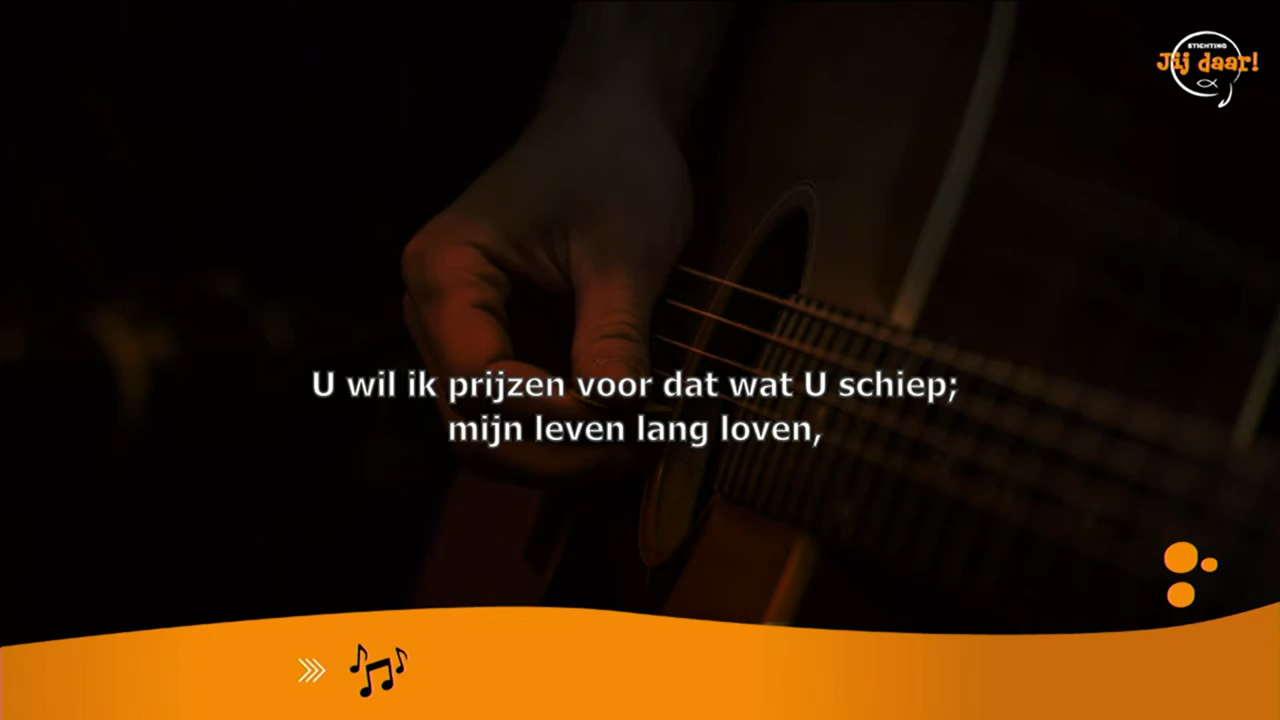 STICHTING
Jij daar!
U wil ik prijzen voor dat wat U schiep;
mijn leven lang loven,